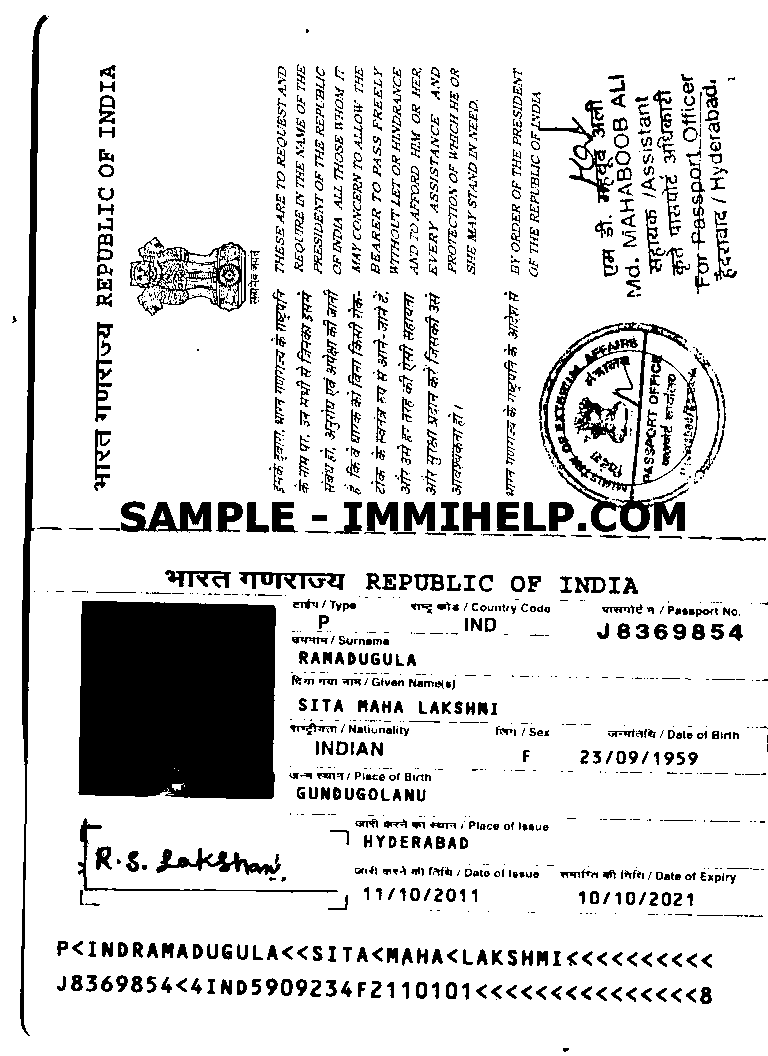 भारत गणराज्य REPUBLIC OF INDIA
सत्यमेव जयते
THESE ARE TO REQUEST AND
REQUIRE IN THE NAME OF THE
PRESIDENT OF THE REPUBLIC
OF INDIA ALL THOSE WHOM IT
MAY CONCERN TO ALLOW THE
BEARER TO PASS FREELY
WITHOUT LET OR HINDRANCE
AND TO AFFORD HIM OR HER,
EVERY ASSISTANCE AND
PROTECTION OF WHICH HE OR
SHE MAY STAND IN NEED.
BY ORDER OF THE PRESIDENT
OF THE REPUBLIC OF INDIA
इनके द्वारा, भारत गणराज्य के राष्ट्रपति
के नाम पर, उन सभी से जिनका इससे
संबंध हो, अनुरोध एवं अपेक्षा की जाती
है कि वे धारक को बिना किसी रोक-
टोक के स्वतंत्र रूप से आने-जाने दें,
और उसे हर तरह की ऐसी सहायता
और सुरक्षा प्रदान करें जिसकी उसे
आवश्यकता हो।
भारत गणराज्य के राष्ट्रपति के आदेश से
एम डी. महबूब अली
Md. MAHABOOB ALI
सहायक /Assistant
कृते पासपोर्ट अधिकारी
For Passport Officer
हैदराबाद / Hyderabad.
MINISTRY OF EXTERNAL AFFAIRS
PASSPORT OFFICE
SAMPLE - IMMIHELP.COM
भारत गणराज्य REPUBLIC OF INDIA
टाईप / Type राष्ट्र कोड / Country Code पासपोर्ट न / Passport No.
P IND J8369854
उपनाम / Surname
RAMADUGULA
दिया गया नाम / Given Name(s)
SITA MAHA LAKSHMI
राष्ट्रीयता / Nationality लिंग / Sex जन्मतिथि / Date of Birth
INDIAN F 23/09/1959
जन्म स्थान / Place of Birth
GUNDUGOLANU
जारी करने का स्थान / Place of Issue
HYDERABAD
जारी करने की तिथि / Date of Issue समाप्ति की तिथि / Date of Expiry
11/10/2011 10/10/2021
R.S. Lakshmi
P<INDRAMADUGULA<<SITA<MAHA<LAKSHMI<<<<<<<<<<
J8369854<4IND5909234F2110101<<<<<<<<<<<<<<<8